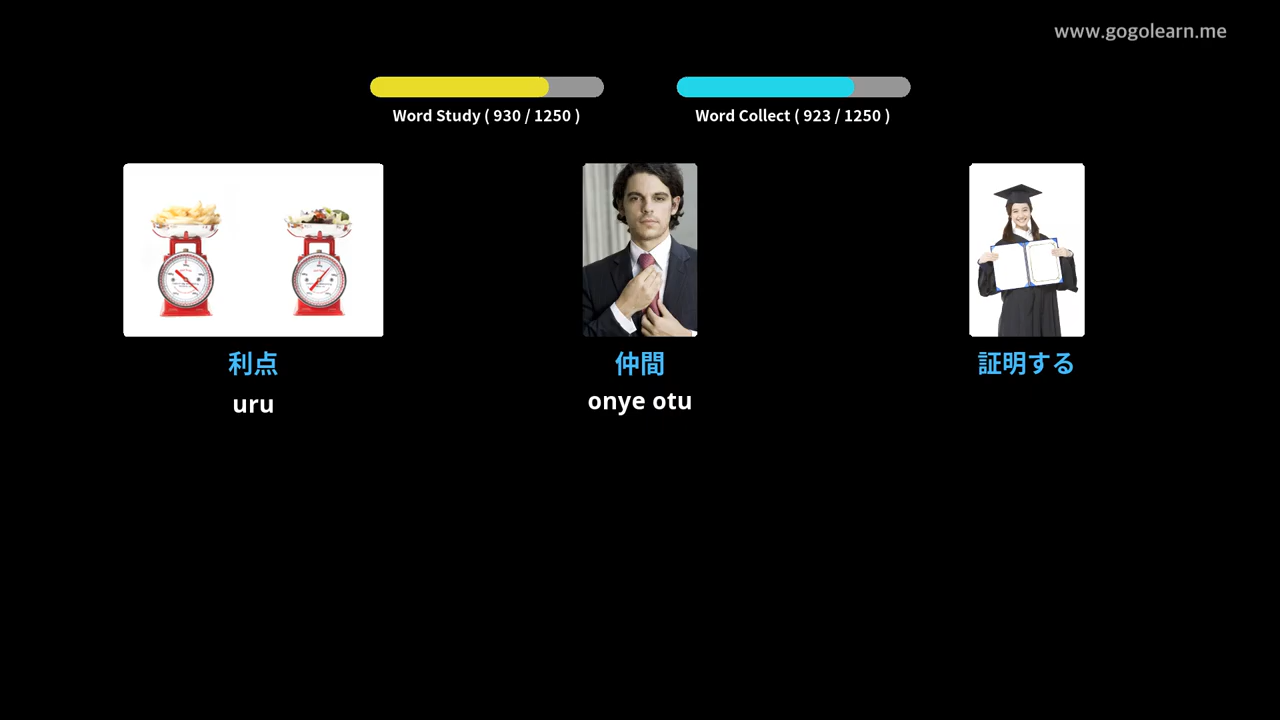 www.gogolearn.me
Word Study ( 930 / 1250 )
Word Collect ( 923 / 1250 )
利点
uru
仲間
onye otu
証明する